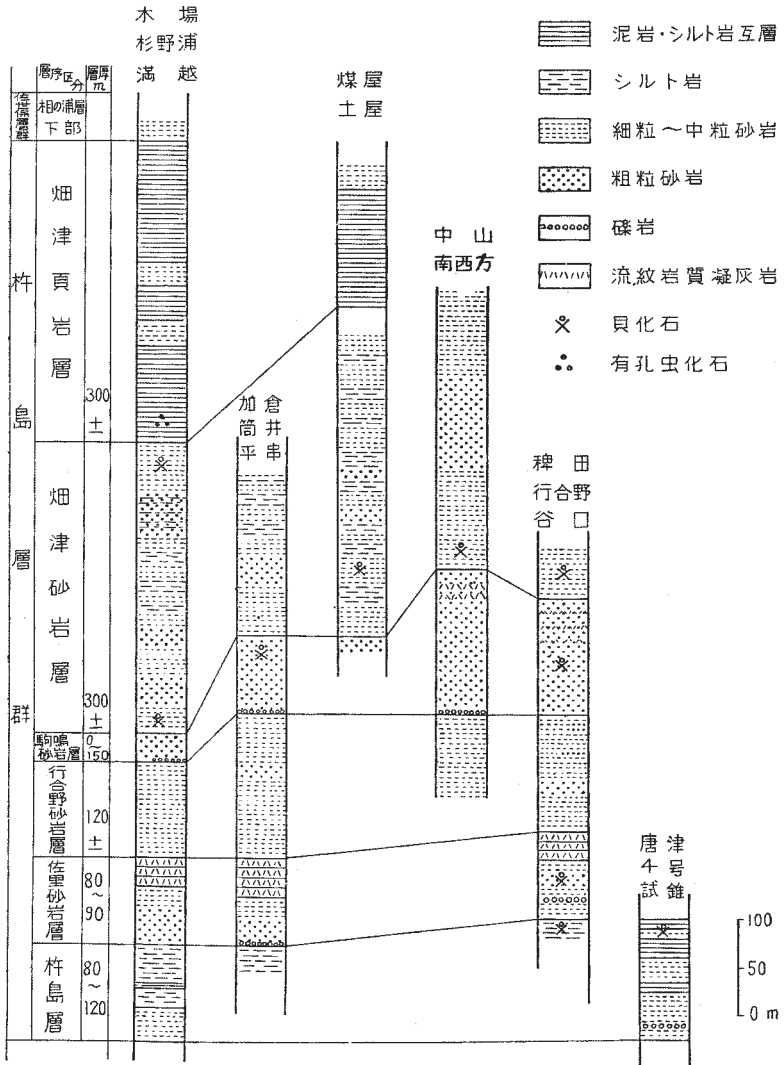 木場
杉野浦
満越
煤屋
土屋
中山
南西方
加倉
筒井
平串
稗田
行合野
谷口
唐津
4号
試錐
層序区分
層厚
m
佐世保層群
相の浦層
下部
杵島層群
畑津頁岩層
300
±
畑津砂岩層
300
±
駒鳴
砂岩層
0
~
150
行合野砂岩層
120
±
佐里砂岩層
80
~
90
杵島層
80
~
120
泥岩・シルト岩互層
シルト岩
細粒~中粒砂岩
粗粒砂岩
礫岩
流紋岩質凝灰岩
貝化石
有孔虫化石
100
50
0 m